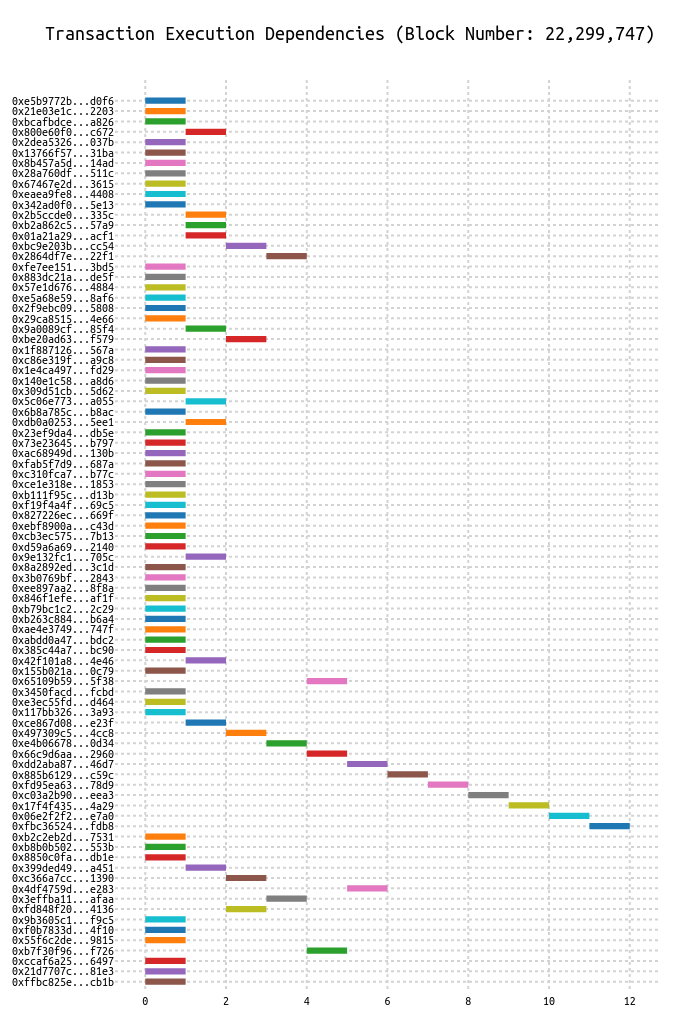 Transaction Execution Dependencies (Block Number: 22,299,747)
0xe5b9772b...d0f6
0x21e03e1c...2203
0xbcafbdce...a826
0x800e60f0...c672
0x2dea5326...037b
0x13766f57...31ba
0x8b457a5d...14ad
0x28a760df...511c
0x67467e2d...3615
0xeaea9fe8...4408
0x342ad0f0...5e13
0x2b5ccde0...335c
0xb2a862c5...57a9
0x01a21a29...acf1
0xbc9e203b...cc54
0x2864df7e...22f1
0xfe7ee151...3bd5
0x883dc21a...de5f
0x57e1d676...4884
0xe5a68e59...8af6
0x2f9ebc09...5808
0x29ca8515...4e66
0x9a0089cf...85f4
0xbe20ad63...f579
0x1f887126...567a
0xc86e319f...a9c8
0x1e4ca497...fd29
0x140e1c58...a8d6
0x309d51cb...5d62
0x5c06e773...a055
0x6b8a785c...b8ac
0xdb0a0253...5ee1
0x23ef9da4...db5e
0x73e23645...b797
0xac68949d...130b
0xfab5f7d9...687a
0xc310fca7...b77c
0xce1e318e...1853
0xb111f95c...d13b
0xf19f4a4f...69c5
0x827226ec...669f
0xebf8900a...c43d
0xcb3ec575...7b13
0xd59a6a69...2140
0x9e132fc1...705c
0x8a2892ed...3c1d
0x3b0769bf...2843
0xee897aa2...8f8a
0x846f1efe...af1f
0xb79bc1c2...2c29
0xb263c884...b6a4
0xae4e3749...747f
0xabdd0a47...bdc2
0x385c44a7...bc90
0x42f101a8...4e46
0x155b021a...0c79
0x65109b59...5f38
0x3450facd...fcbd
0xe3ec55fd...d464
0x117bb326...3a93
0xce867d08...e23f
0x497309c5...4cc8
0xe4b06678...0d34
0x66c9d6aa...2960
0xdd2aba87...46d7
0x885b6129...c59c
0xfd95ea63...78d9
0xc03a2b90...eea3
0x17f4f435...4a29
0x06e2f2f2...e7a0
0xfbc36524...fdb8
0xb2c2eb2d...7531
0xb8b0b502...553b
0x8850c0fa...db1e
0x399ded49...a451
0xc366a7cc...1390
0x4df4759d...e283
0x3effba11...afaa
0xfd848f20...4136
0x9b3605c1...f9c5
0xf0b7833d...4f10
0x55f6c2de...9815
0xb7f30f96...f726
0xccaf6a25...6497
0x21d7707c...81e3
0xffbc825e...cb1b
0 2 4 6 8 10 12